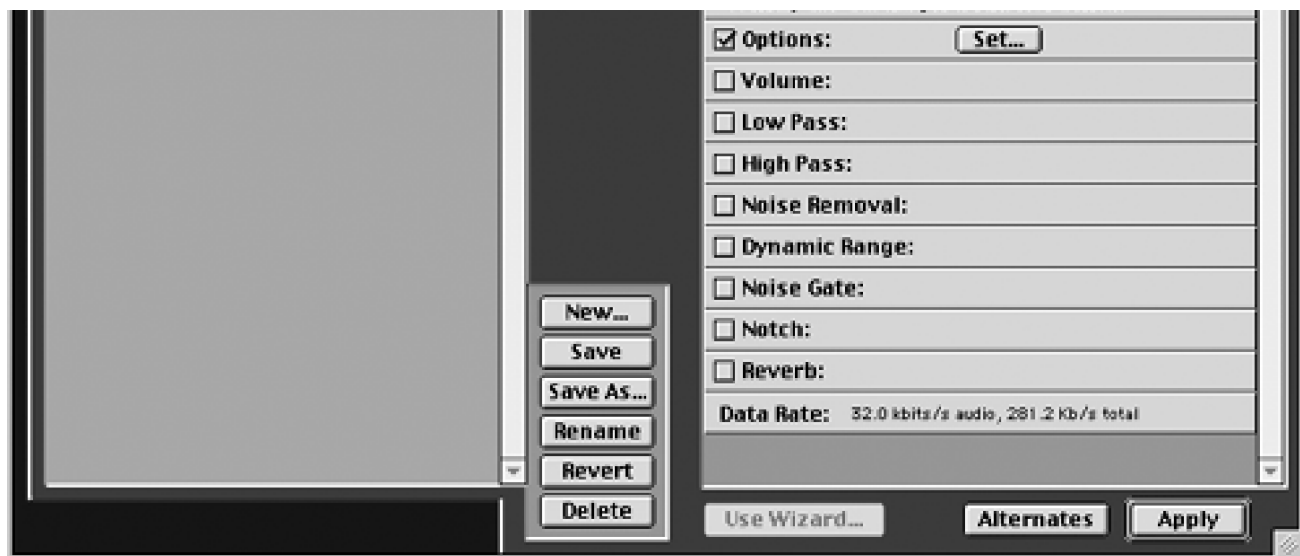 Options: Set...
Volume:
Low Pass:
High Pass:
Noise Removal:
Dynamic Range:
Noise Gate:
Notch:
Reverb:
Data Rate: 32.0 kbits/s audio, 281.2 Kb/s total
New...
Save
Save As...
Rename
Revert
Delete
Use Wizard... Alternates Apply